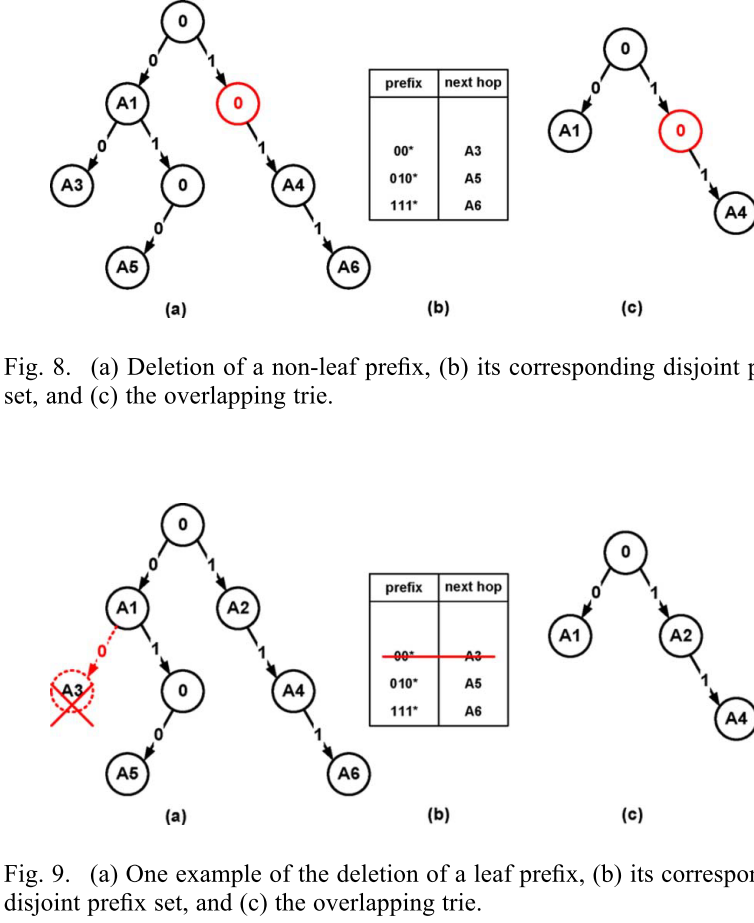 0
0 1
A1 0
prefix next hop
0 1 1
A3 0 A4
00* A3
010* A5
111* A6
0 1
A5 A6
0
0 1
A1 0
1
A4
(a) (b) (c)
Fig. 8. (a) Deletion of a non-leaf prefix, (b) its corresponding disjoint p
set, and (c) the overlapping trie.
0
0 1
A1 A2
prefix next hop
0 1 1
A3 0 A4
00* A3
010* A5
111* A6
0 1
A5 A6
0
0 1
A1 A2
1
A4
(a) (b) (c)
Fig. 9. (a) One example of the deletion of a leaf prefix, (b) its correspon
disjoint prefix set, and (c) the overlapping trie.